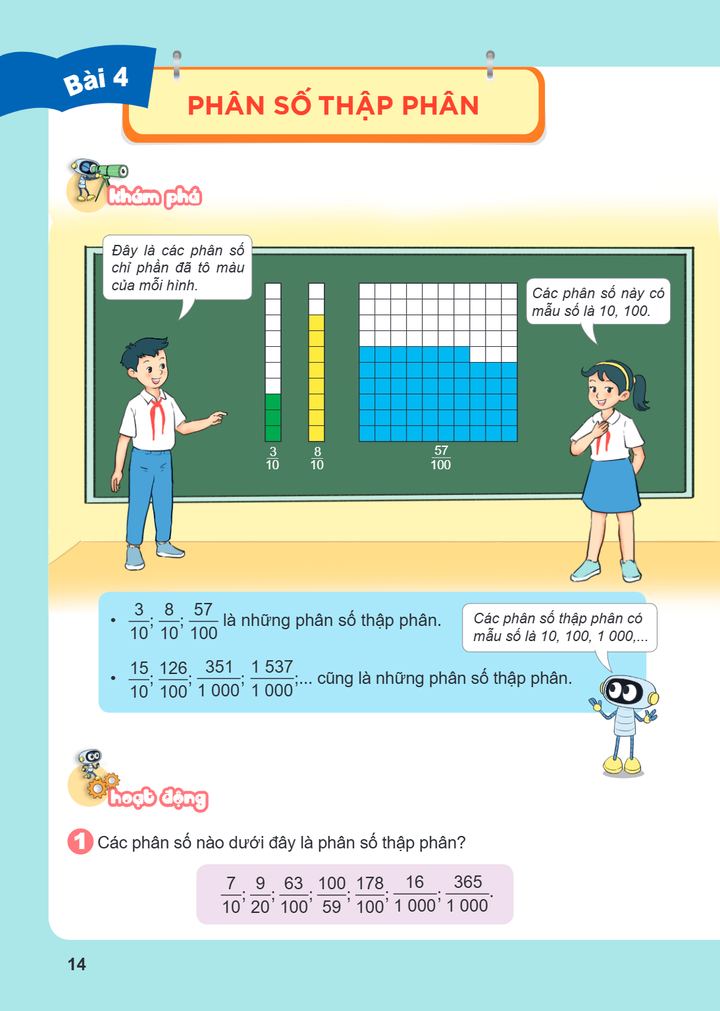 Bài 4
PHÂN SỐ THẬP PHÂN
khám phá
Đây là các phân số
chỉ phần đã tô màu
của mỗi hình.
Các phân số này có
mẫu số là 10, 100.
3/10 8/10 57/100
• 3/10; 8/10; 57/100 là những phân số thập phân.
Các phân số thập phân có
mẫu số là 10, 100, 1 000,...
• 15/10; 126/100; 351/1 000; 1 537/1 000;... cũng là những phân số thập phân.
hoạt động
1 Các phân số nào dưới đây là phân số thập phân?
7/10; 9/20; 63/100; 100/59; 178/100; 16/1 000; 365/1 000.
14